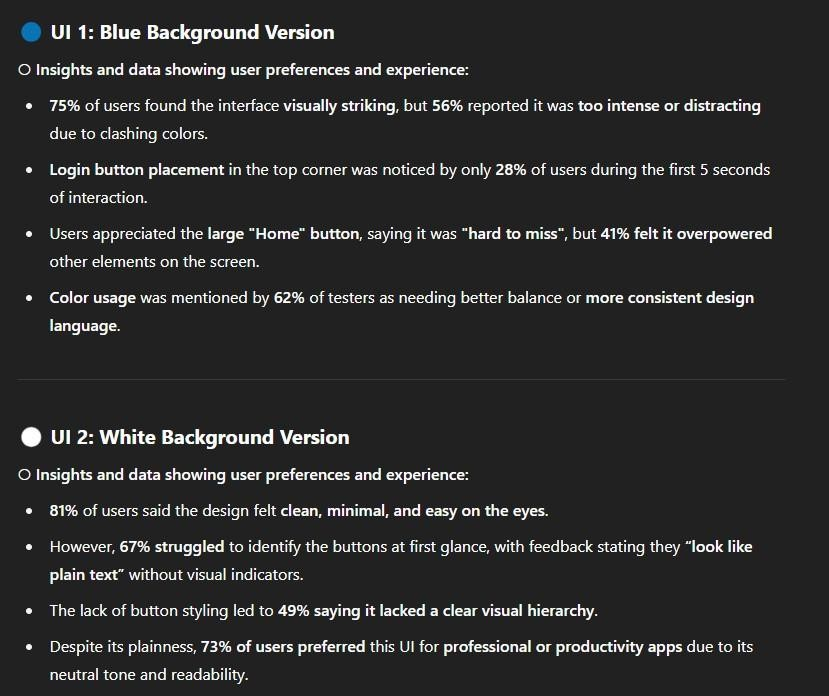 UI 1: Blue Background Version
O Insights and data showing user preferences and experience:
• 75% of users found the interface visually striking, but 56% reported it was too intense or distracting
due to clashing colors.
• Login button placement in the top corner was noticed by only 28% of users during the first 5 seconds
of interaction.
• Users appreciated the large "Home" button, saying it was "hard to miss", but 41% felt it overpowered
other elements on the screen.
• Color usage was mentioned by 62% of testers as needing better balance or more consistent design
language.
UI 2: White Background Version
O Insights and data showing user preferences and experience:
• 81% of users said the design felt clean, minimal, and easy on the eyes.
• However, 67% struggled to identify the buttons at first glance, with feedback stating they “look like
plain text” without visual indicators.
• The lack of button styling led to 49% saying it lacked a clear visual hierarchy.
• Despite its plainness, 73% of users preferred this UI for professional or productivity apps due to its
neutral tone and readability.